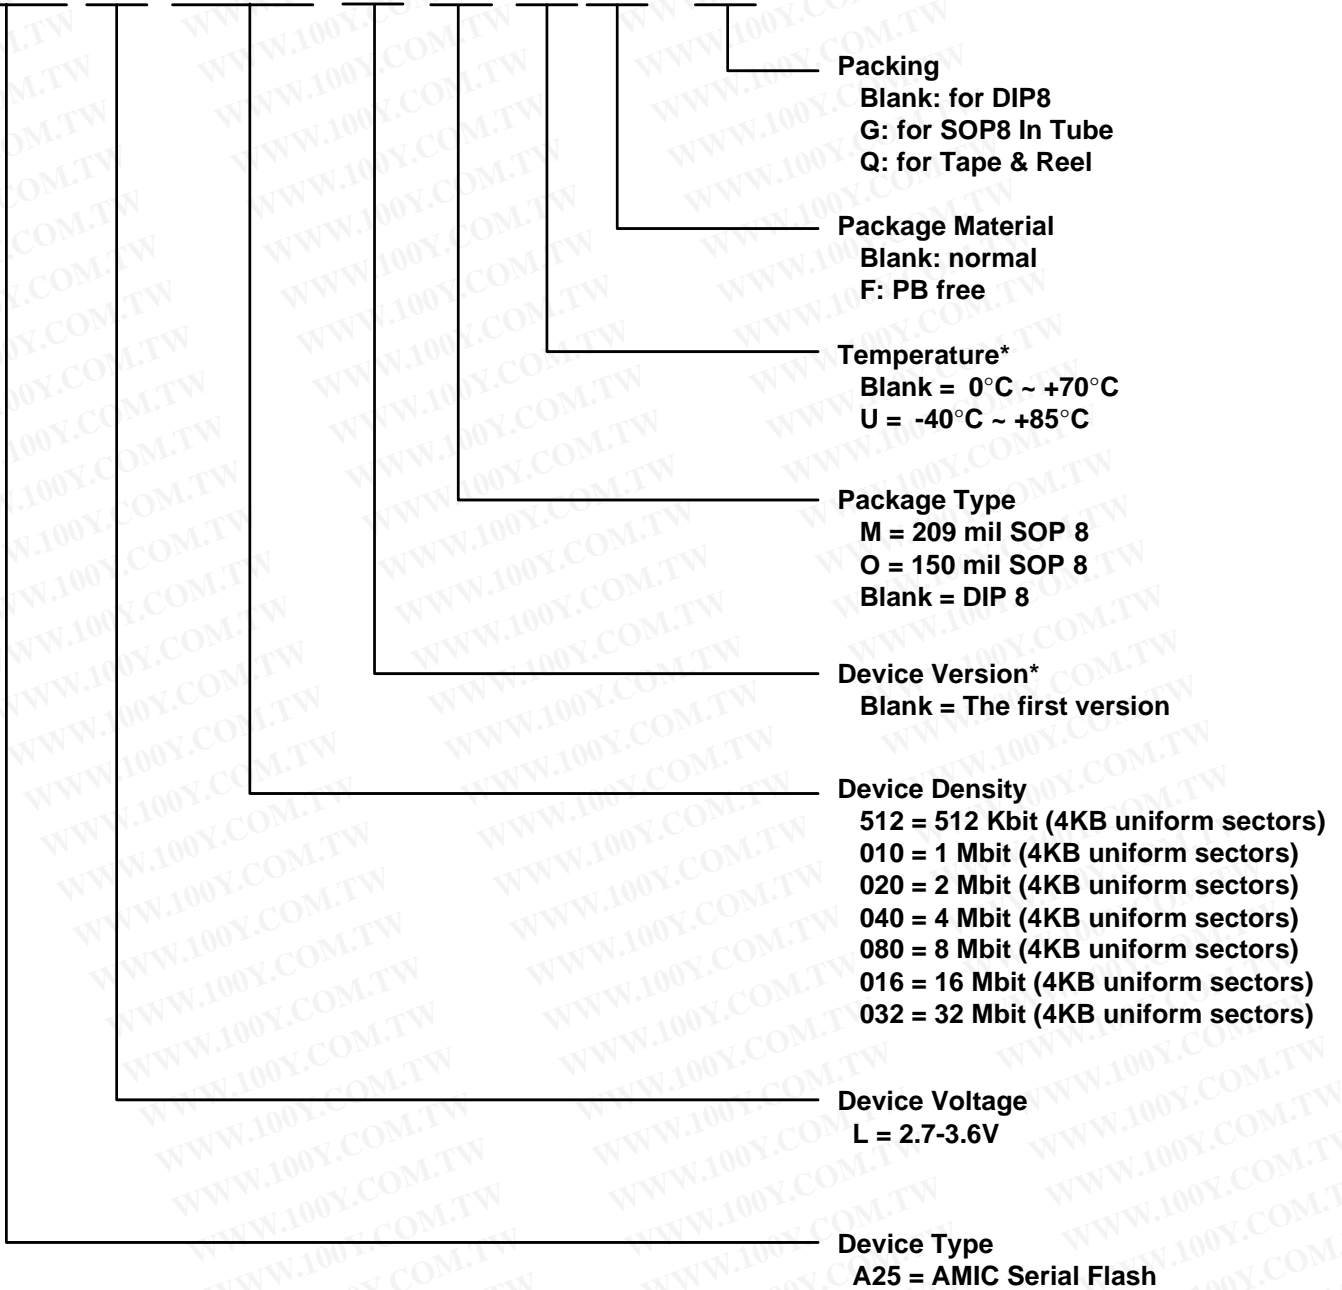 Packing
Blank: for DIP8
G: for SOP8 In Tube
Q: for Tape & Reel
Package Material
Blank: normal
F: PB free
Temperature*
Blank = 0°C ~ +70°C
U = -40°C ~ +85°C
Package Type
M = 209 mil SOP 8
O = 150 mil SOP 8
Blank = DIP 8
Device Version*
Blank = The first version
Device Density
512 = 512 Kbit (4KB uniform sectors)
010 = 1 Mbit (4KB uniform sectors)
020 = 2 Mbit (4KB uniform sectors)
040 = 4 Mbit (4KB uniform sectors)
080 = 8 Mbit (4KB uniform sectors)
016 = 16 Mbit (4KB uniform sectors)
032 = 32 Mbit (4KB uniform sectors)
Device Voltage
L = 2.7-3.6V
Device Type
A25 = AMIC Serial Flash
WWW.100Y.COM.TW